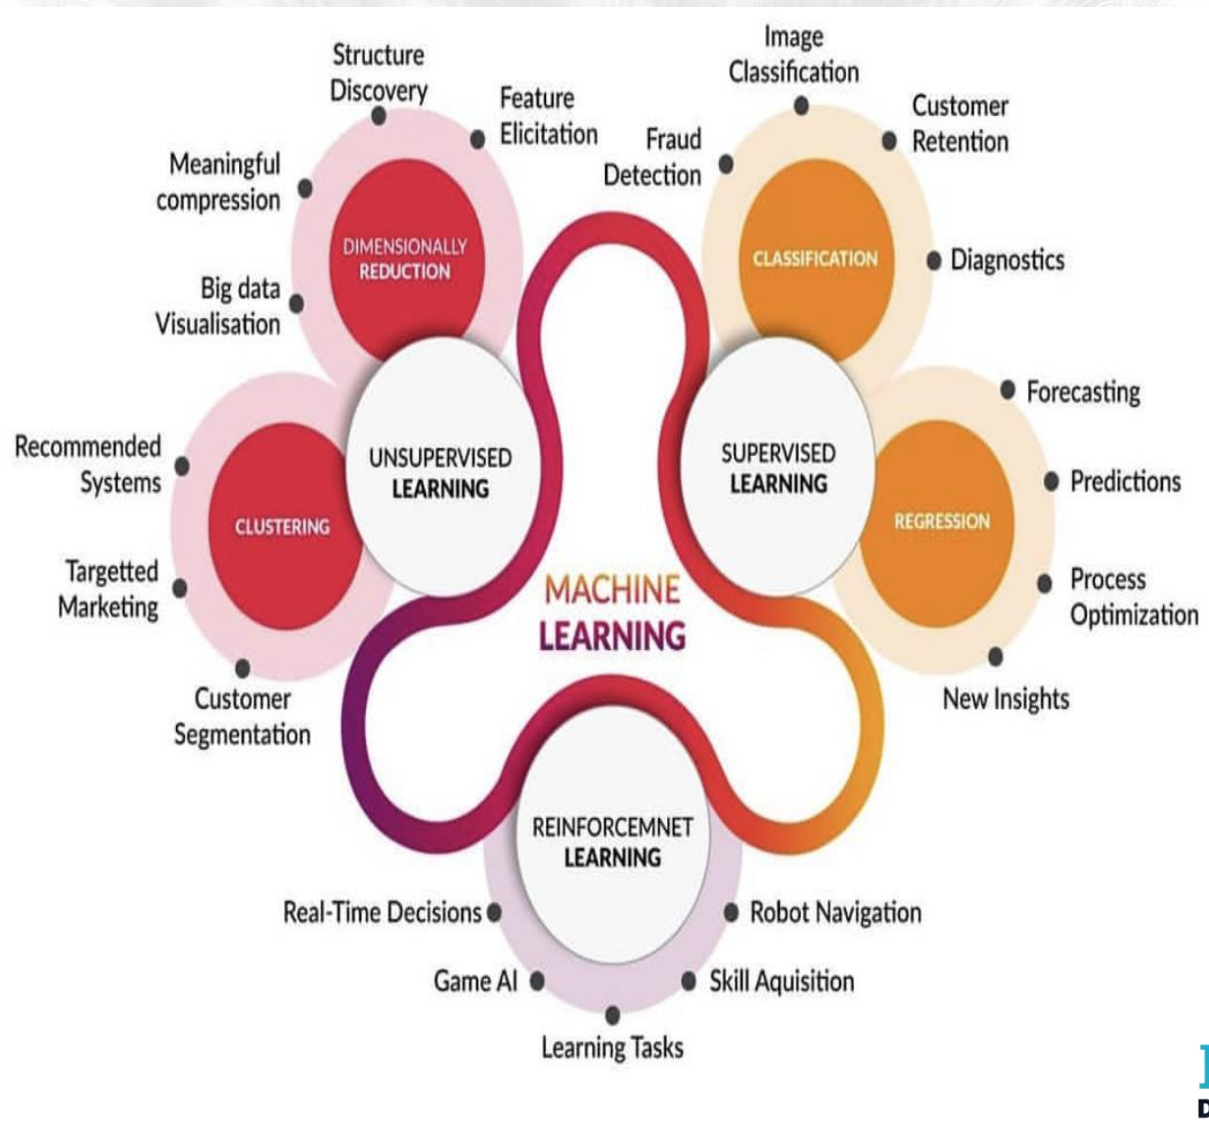 Structure
Discovery
Feature
Elicitation
Meaningful
compression
Big data
Visualisation
DIMENSIONALLY
REDUCTION
Image
Classification
Customer
Retention
Fraud
Detection
Diagnostics
CLASSIFICATION
UNSUPERVISED
LEARNING
SUPERVISED
LEARNING
Recommended
Systems
Targetted
Marketing
Customer
Segmentation
CLUSTERING
Forecasting
Predictions
Process
Optimization
New Insights
REGRESSION
MACHINE
LEARNING
REINFORCEMNET
LEARNING
Real-Time Decisions
Game AI
Learning Tasks
Skill Aquisition
Robot Navigation